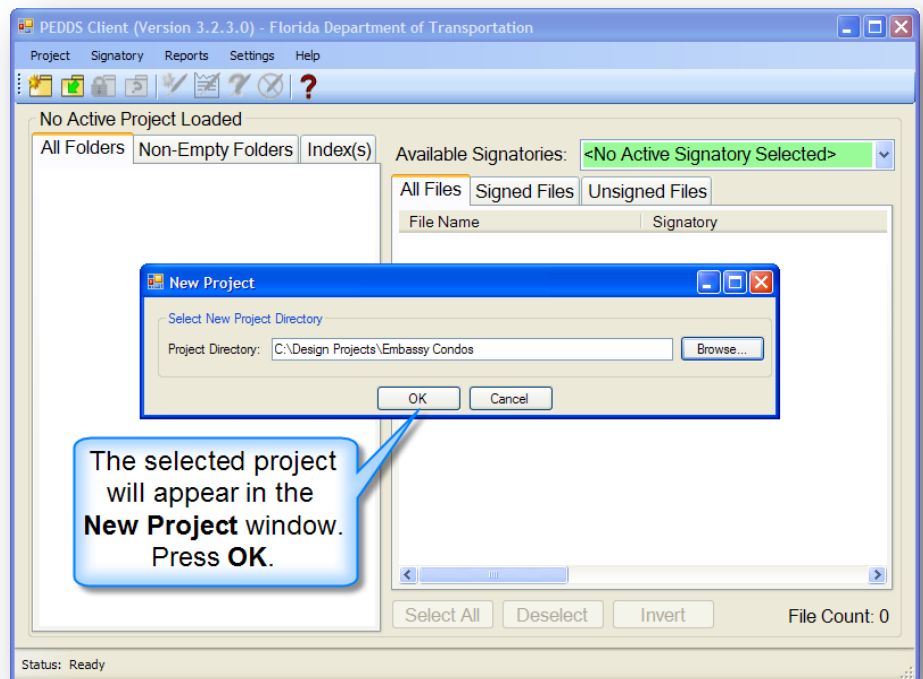 PEDDS Client (Version 3.2.3.0) - Florida Department of Transportation
Project Signatory Reports Settings Help
No Active Project Loaded
All Folders Non-Empty Folders Index(s)
Available Signatories: <No Active Signatory Selected>
All Files Signed Files Unsigned Files
File Name Signatory
New Project
Select New Project Directory
Project Directory: C:\Design Projects\Embassy Condos Browse...
OK Cancel
The selected project
will appear in the
New Project window.
Press OK.
Select All Deselect Invert File Count: 0
Status: Ready